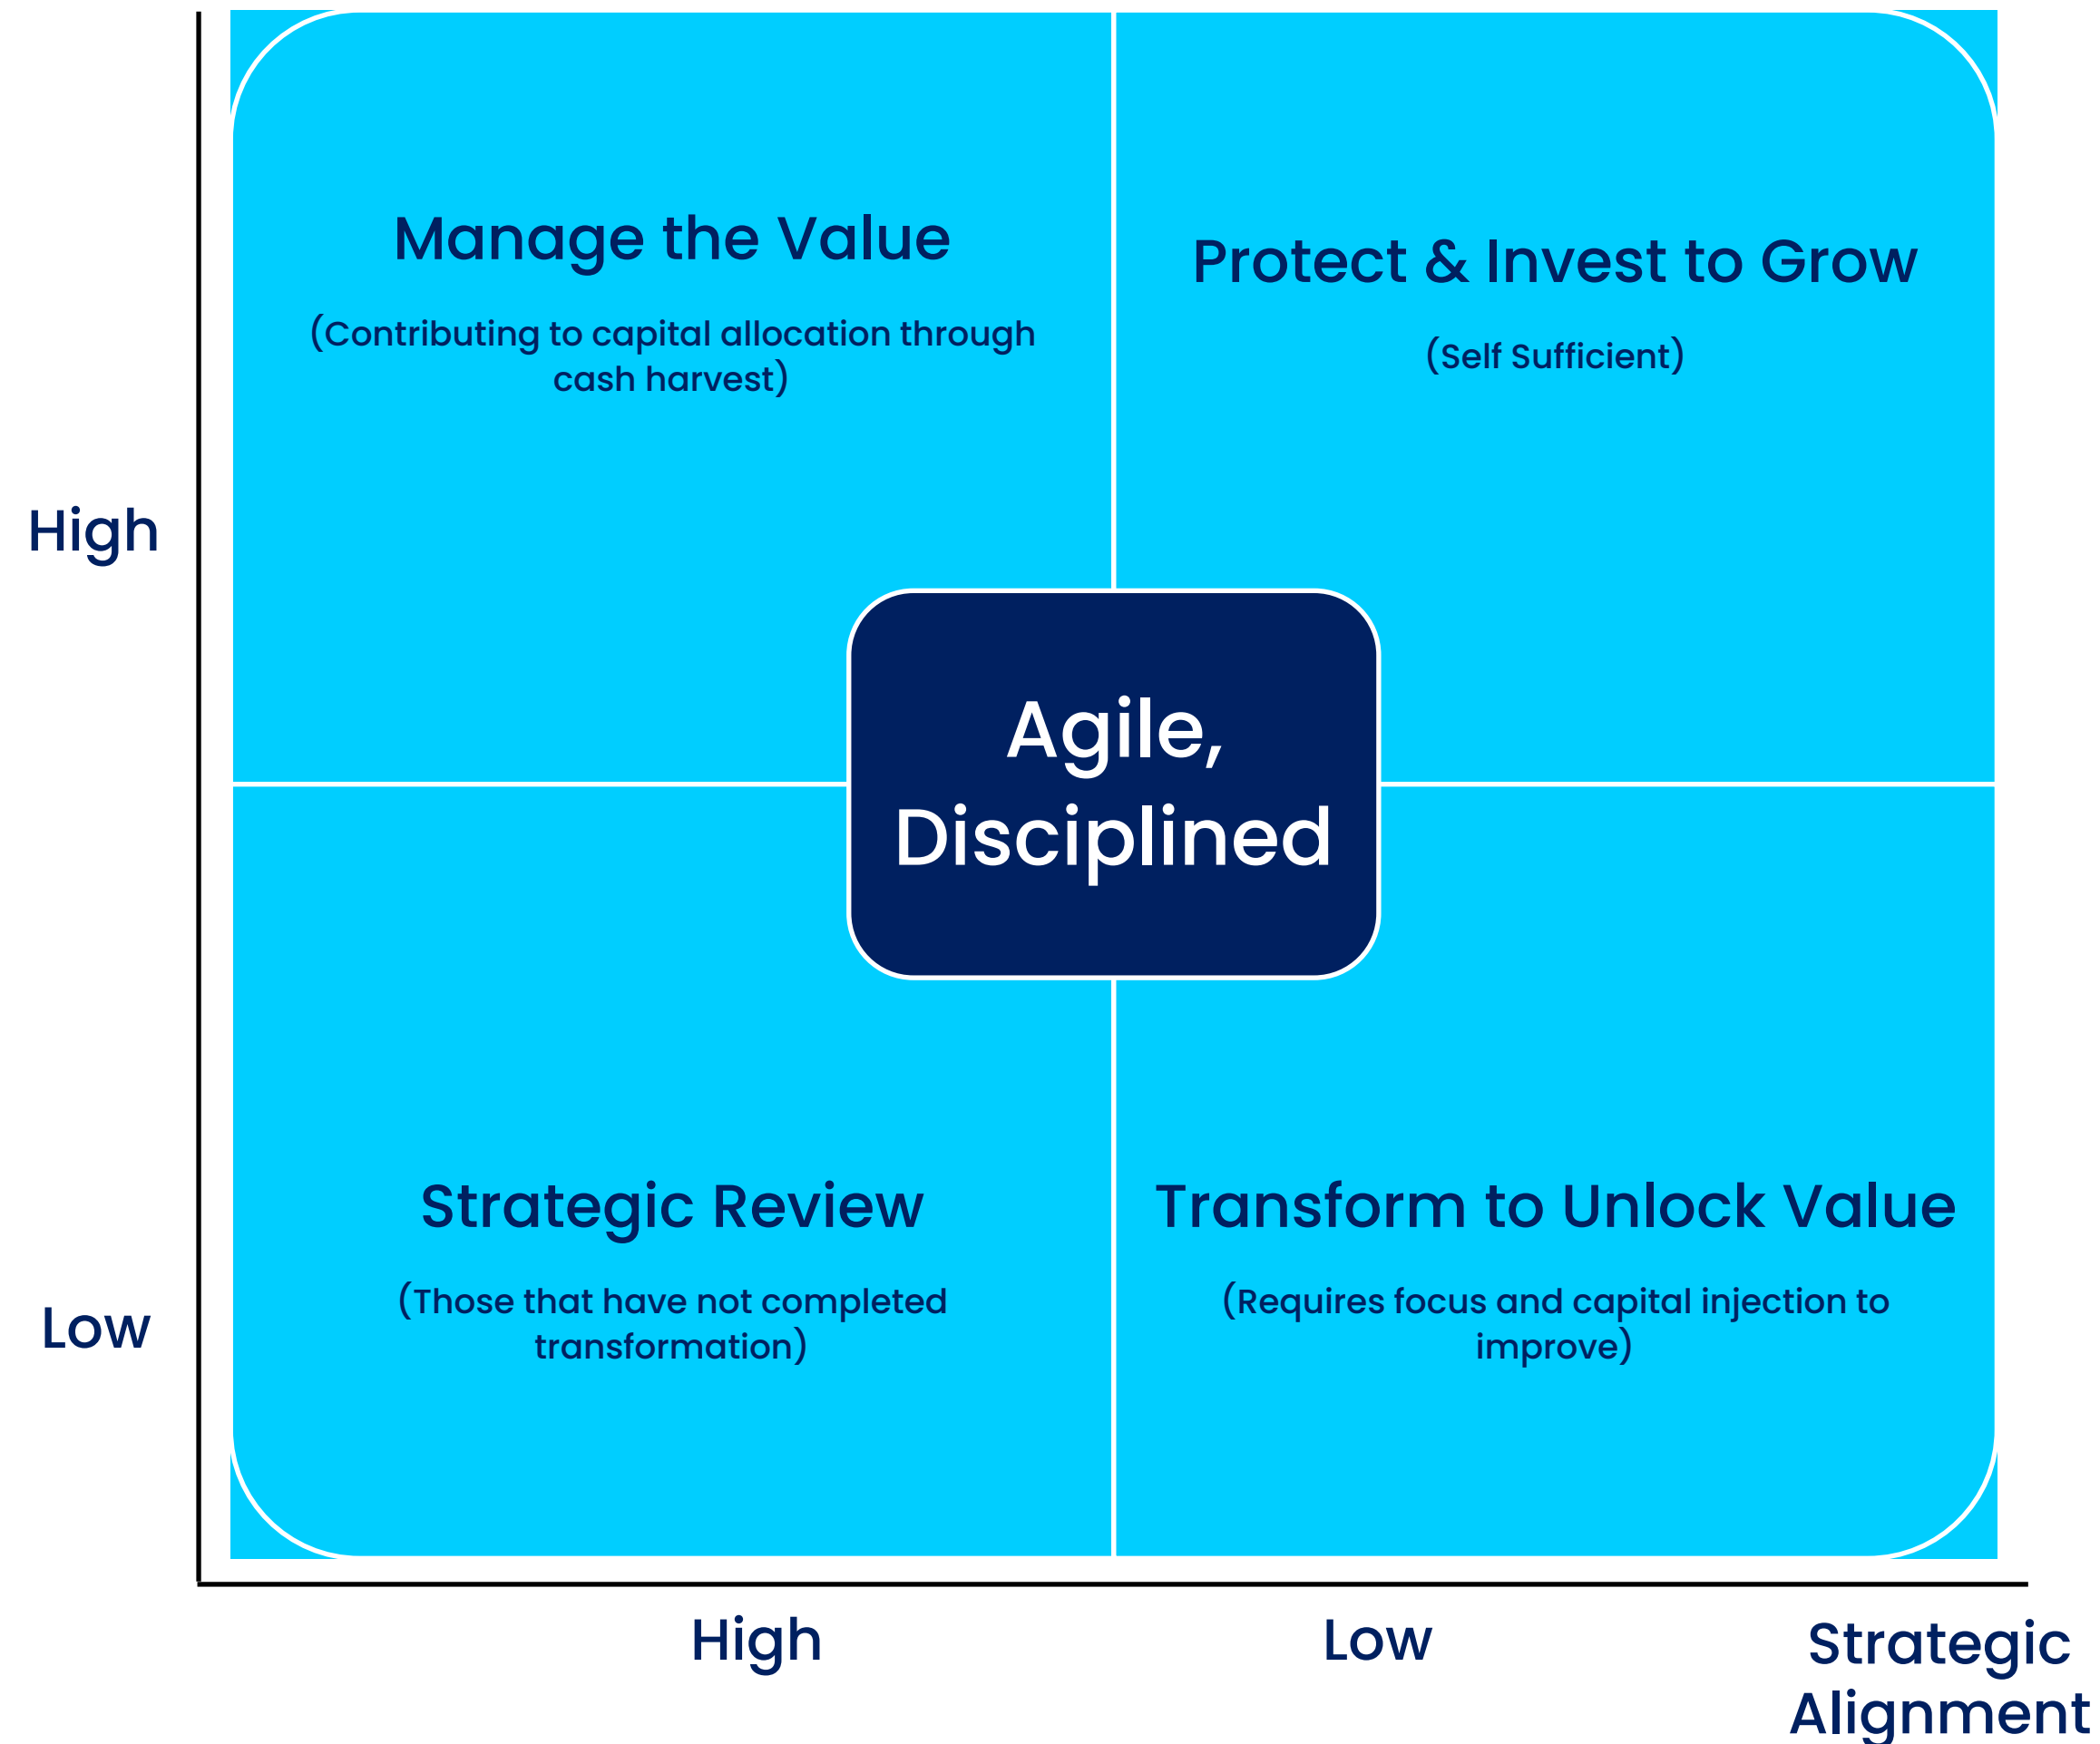 Manage the Value
(Contributing to capital allocation through
cash harvest)
Protect & Invest to Grow
(Self Sufficient)
High
Agile,
Disciplined
Strategic Review
(Those that have not completed
transformation)
Transform to Unlock Value
(Requires focus and capital injection to
improve)
Low
High
Low
Strategic
Alignment